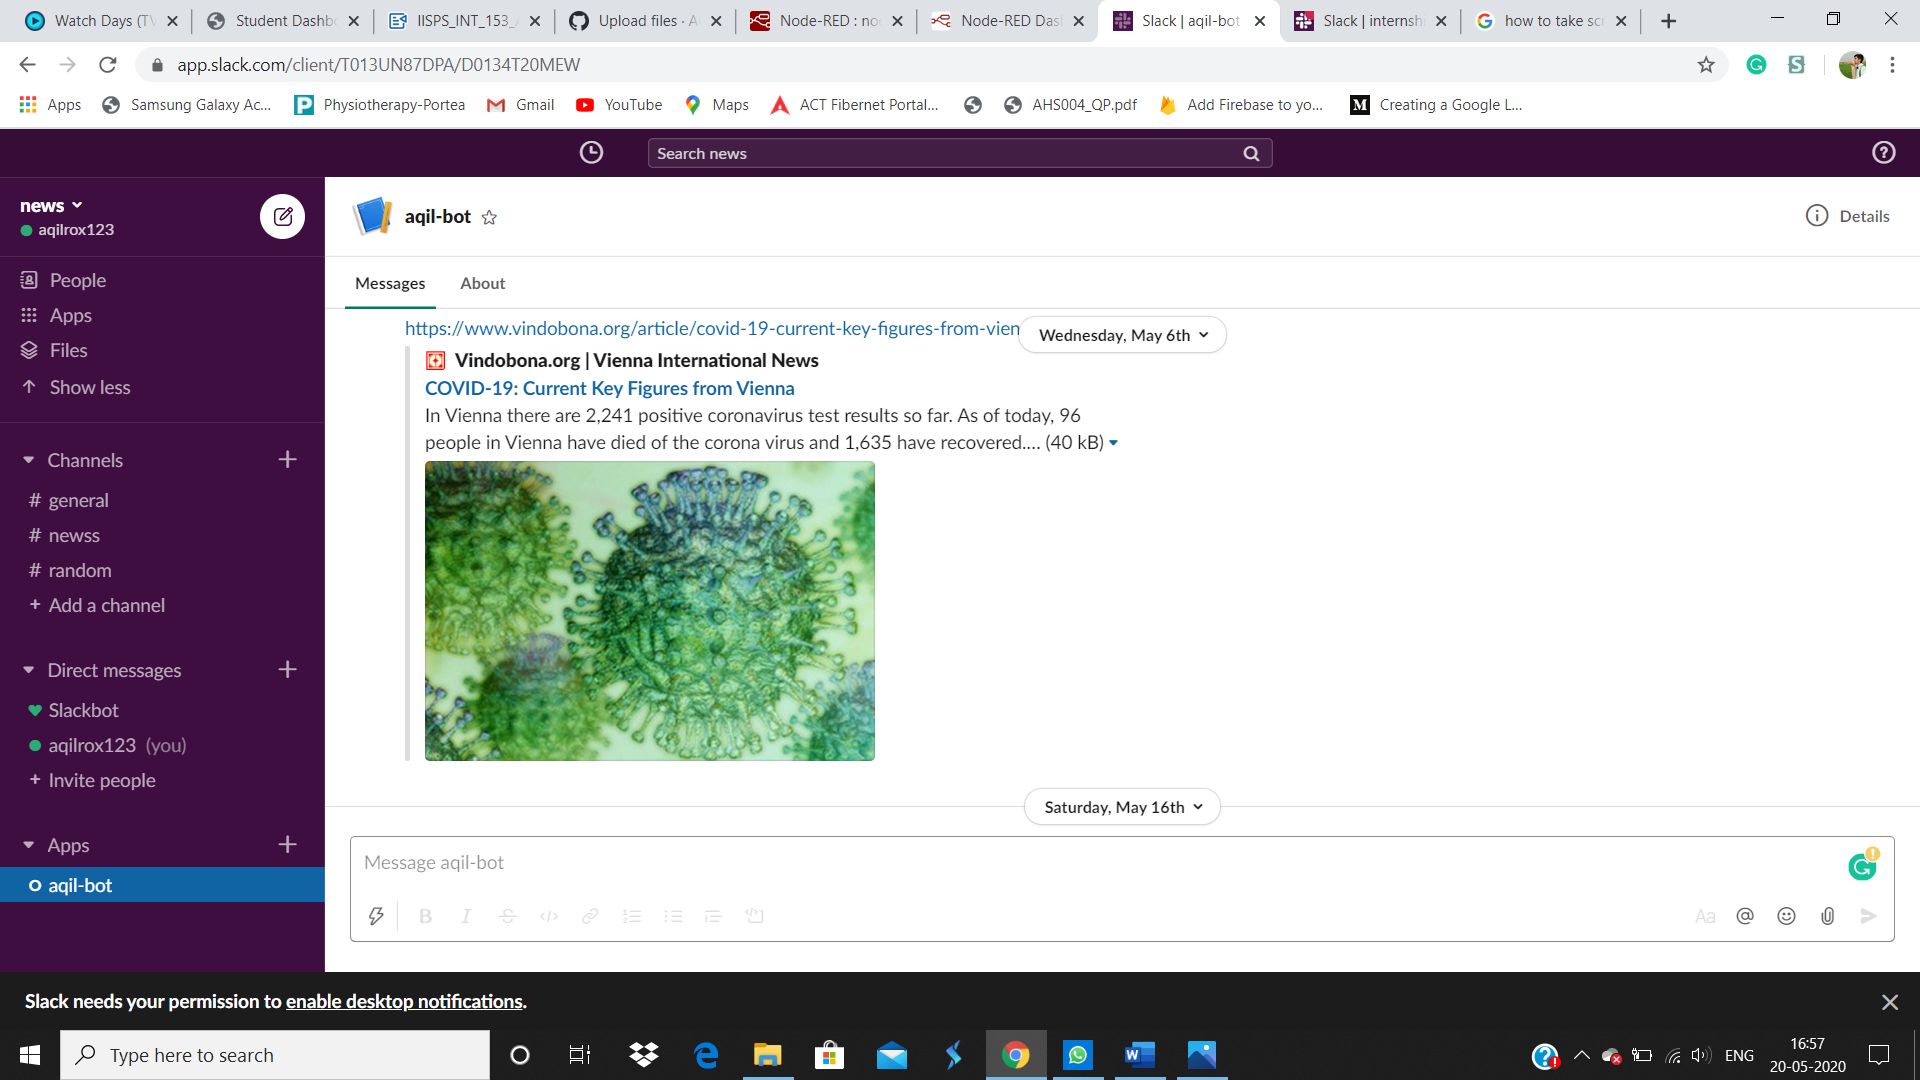 Watch Days (TV
Student Dashbo
IISPS_INT_153_
Upload files · A
Node-RED : no
Node-RED Das
Slack | aqil-bot
Slack | internshi
how to take scr
app.slack.com/client/T013UN87DPA/D0134T20MEW
Apps
Samsung Galaxy Ac...
Physiotherapy-Portea
Gmail
YouTube
Maps
ACT Fibernet Portal...
AHS004_QP.pdf
Add Firebase to yo...
Creating a Google L...
Search news
news
aqilrox123
People
Apps
Files
Show less
Channels
# general
# newss
# random
+ Add a channel
Direct messages
Slackbot
aqilrox123 (you)
+ Invite people
Apps
aqil-bot
aqil-bot
Details
Messages
About
https://www.vindobona.org/article/covid-19-current-key-figures-from-vien
Wednesday, May 6th
Vindobona.org | Vienna International News
COVID-19: Current Key Figures from Vienna
In Vienna there are 2,241 positive coronavirus test results so far. As of today, 96
people in Vienna have died of the corona virus and 1,635 have recovered.... (40 kB)
Saturday, May 16th
Message aqil-bot
Aa
Slack needs your permission to enable desktop notifications.
Type here to search
ENG
16:57
20-05-2020